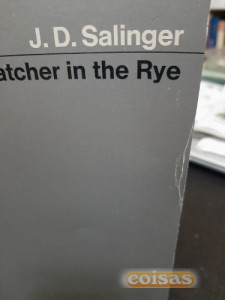 J. D. Salinger
atcher in the Rye
coisas